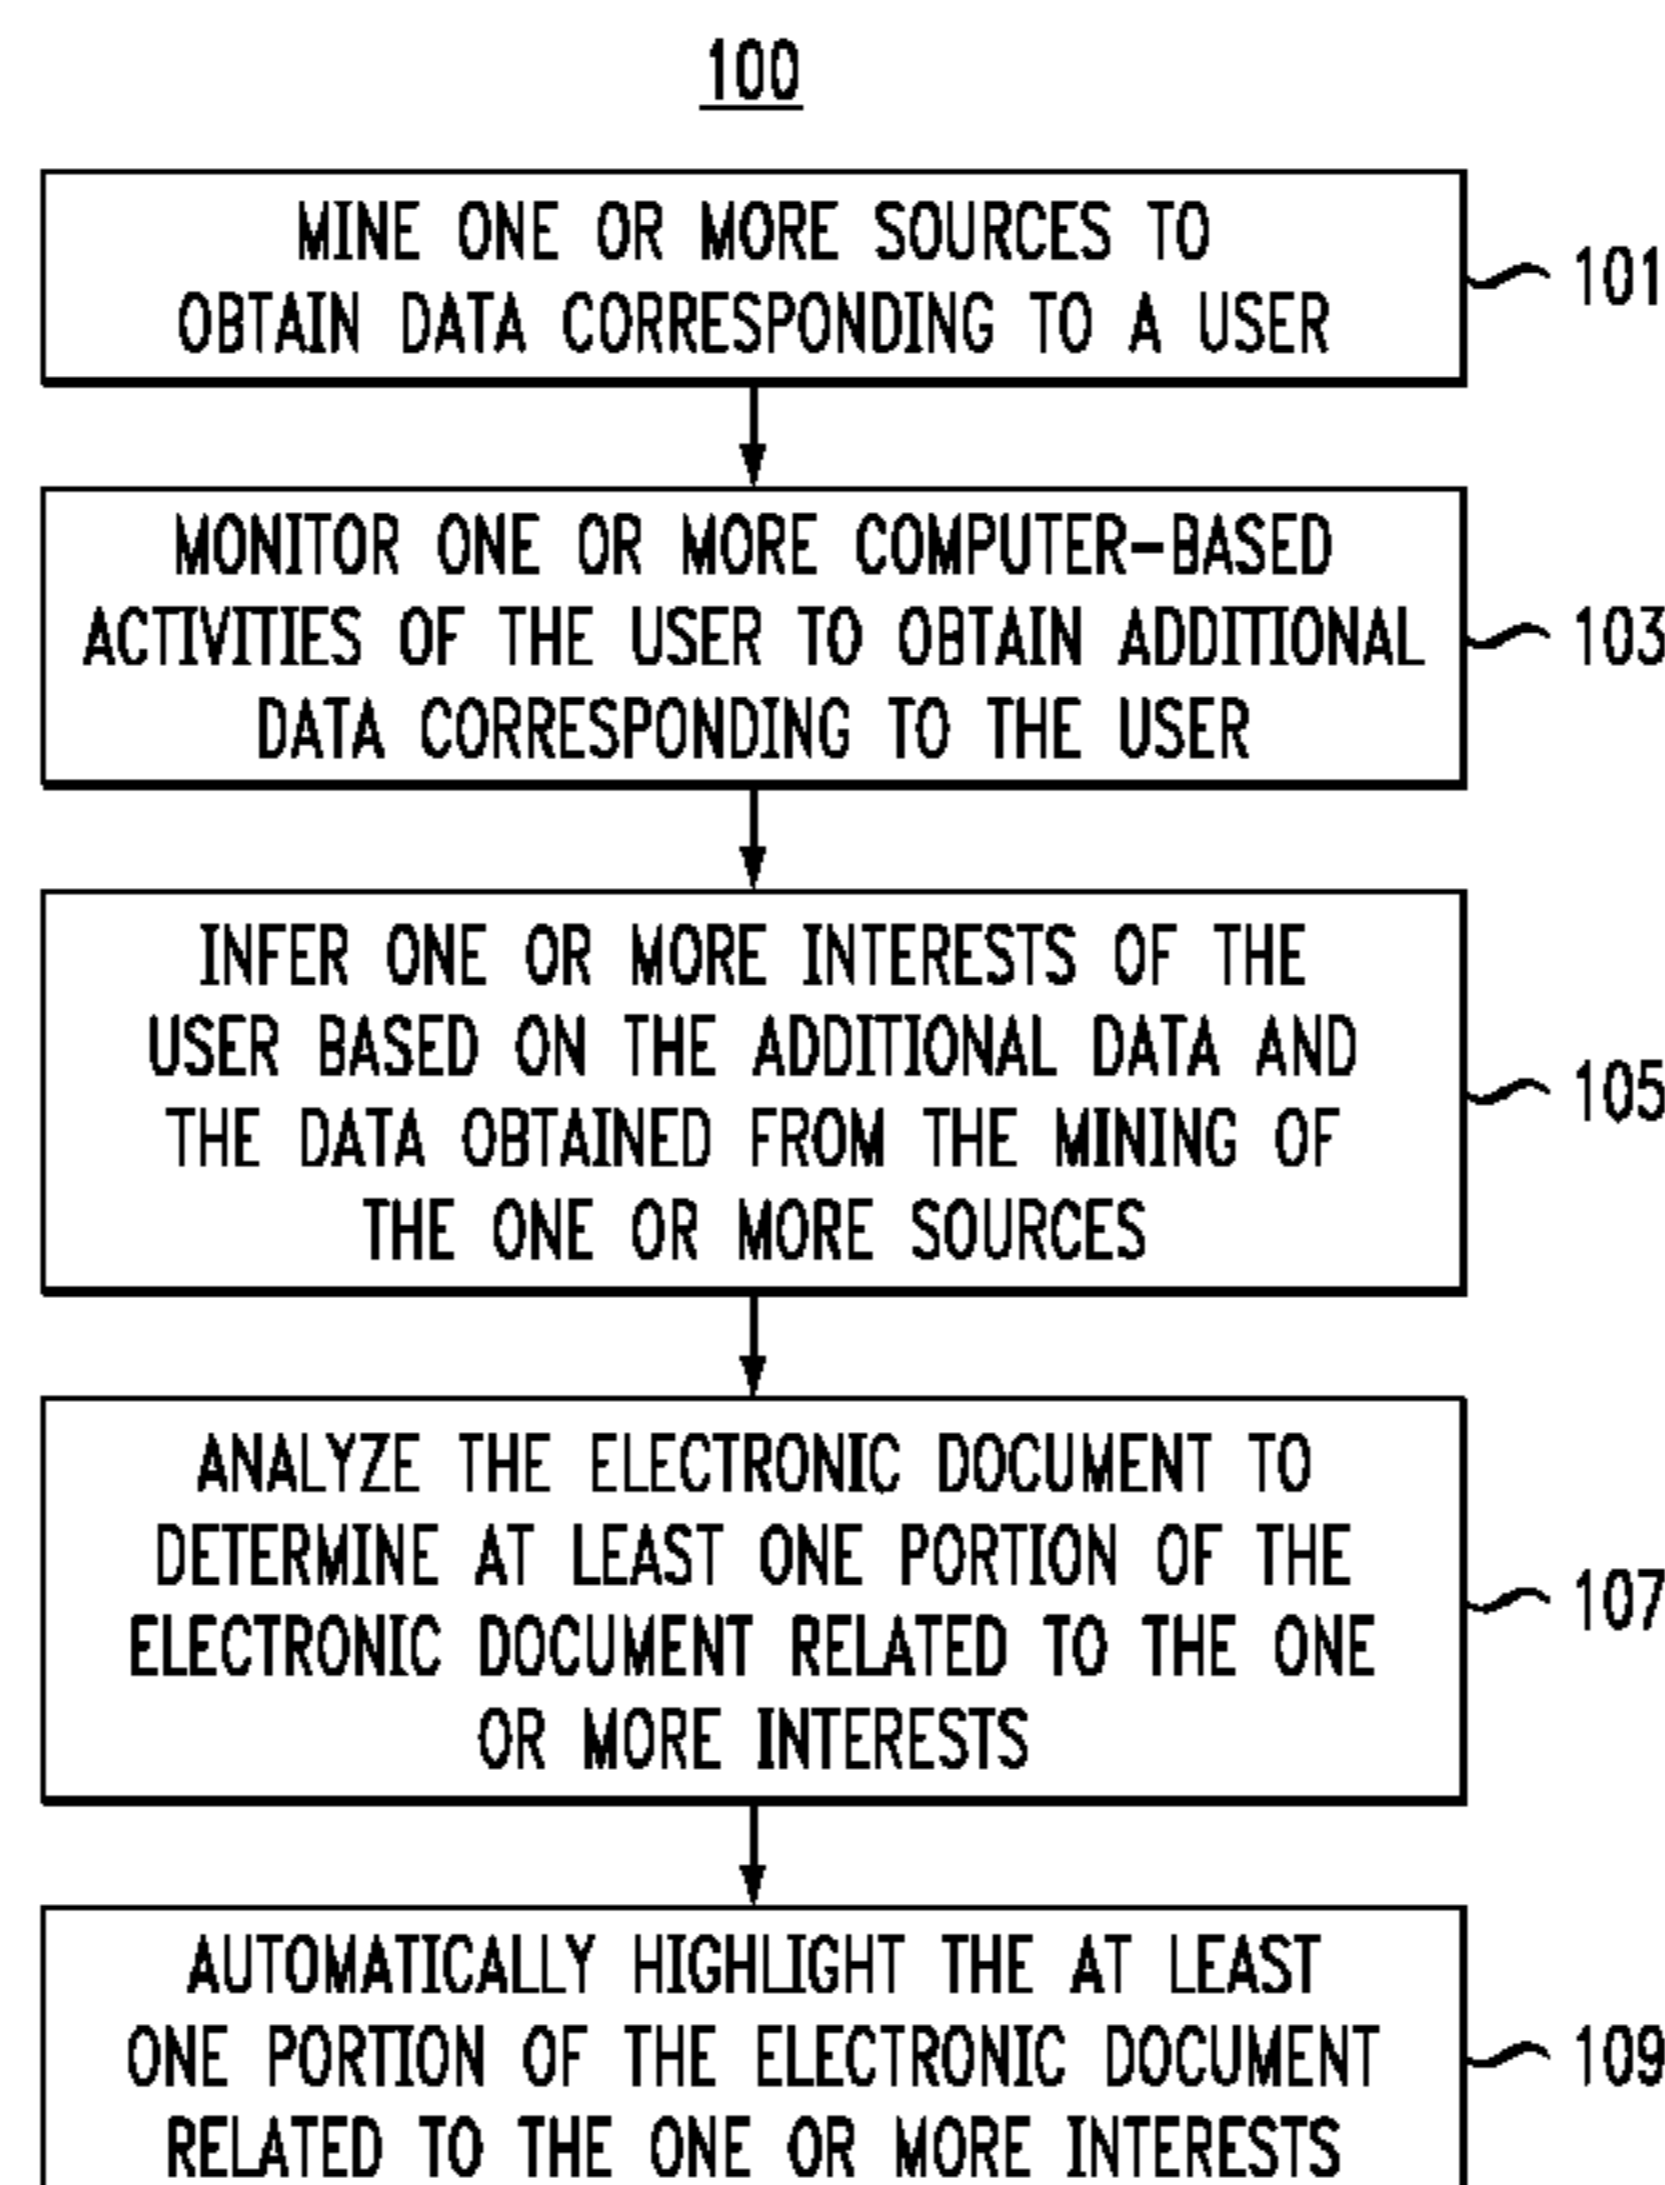 100
MINE ONE OR MORE SOURCES TO
OBTAIN DATA CORRESPONDING TO A USER
101
MONITOR ONE OR MORE COMPUTER-BASED
ACTIVITIES OF THE USER TO OBTAIN ADDITIONAL
DATA CORRESPONDING TO THE USER
103
INFER ONE OR MORE INTERESTS OF THE
USER BASED ON THE ADDITIONAL DATA AND
THE DATA OBTAINED FROM THE MINING OF
THE ONE OR MORE SOURCES
105
ANALYZE THE ELECTRONIC DOCUMENT TO
DETERMINE AT LEAST ONE PORTION OF THE
ELECTRONIC DOCUMENT RELATED TO THE ONE
OR MORE INTERESTS
107
AUTOMATICALLY HIGHLIGHT THE AT LEAST
ONE PORTION OF THE ELECTRONIC DOCUMENT
RELATED TO THE ONE OR MORE INTERESTS
109